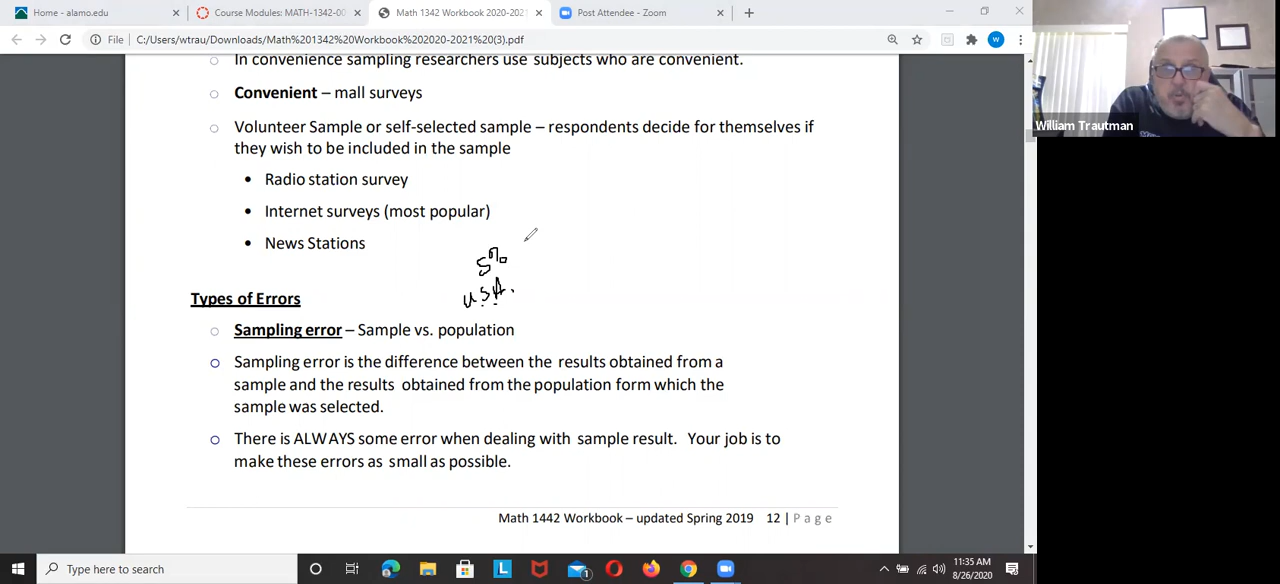 Home - alamo.edu
Course Modules: MATH-1342-00
Math 1342 Workbook 2020-2021
Post Attendee - Zoom
File
C:/Users/wtrau/Downloads/Math%201342%20Workbook%202020-2021%20(3).pdf
W
In convenience sampling researchers use subjects who are convenient.
Convenient – mall surveys
Volunteer Sample or self-selected sample – respondents decide for themselves if
they wish to be included in the sample
Radio station survey
Internet surveys (most popular)
News Stations
5%
USA.
Types of Errors
Sampling error – Sample vs. population
Sampling error is the difference between the results obtained from a
sample and the results obtained from the population form which the
sample was selected.
There is ALWAYS some error when dealing with sample result. Your job is to
make these errors as small as possible.
Math 1442 Workbook – updated Spring 2019 12 | Page
William Trautman
Type here to search
L
1
11:35 AM
8/26/2020